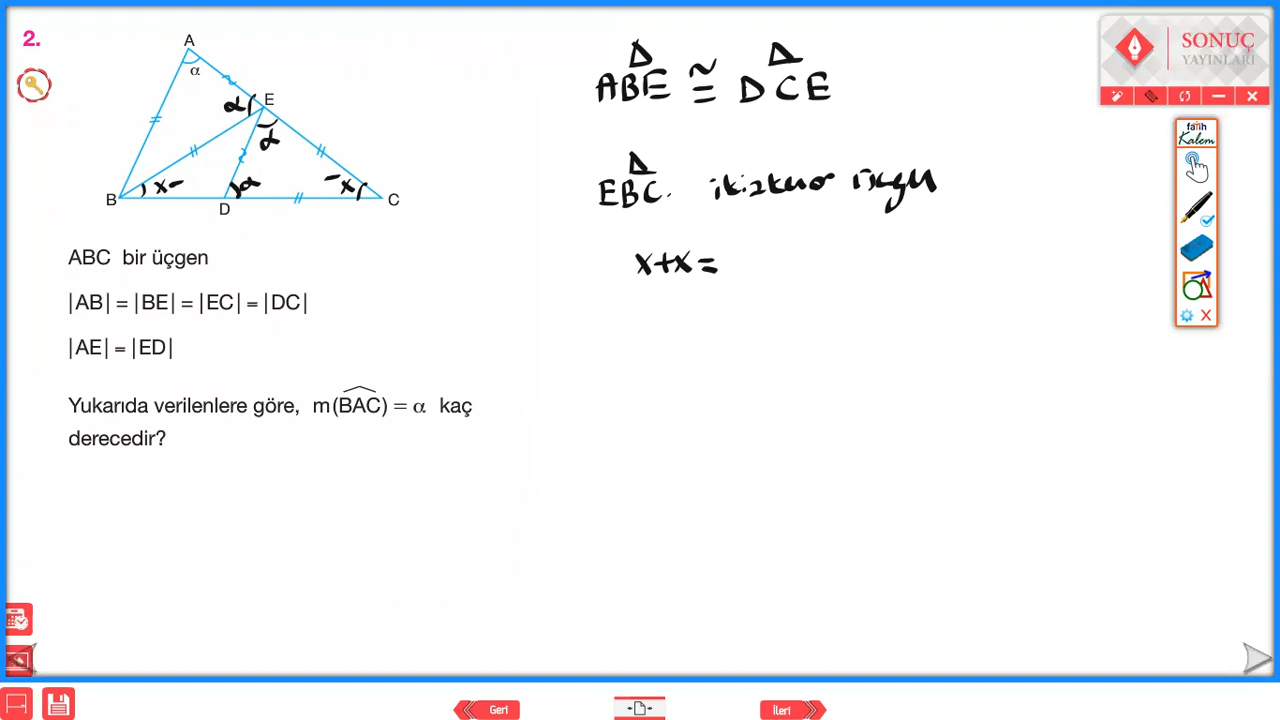 2.
A
α
α
E
α
x
α
x
B
D
C
ABC bir üçgen
|AB| = |BE| = |EC| = |DC|
|AE| = |ED|
Yukarıda verilenlere göre, m(BAC) = α kaç
derecedir?
ABE ≅ DCE
EBC ikizkenar üçgen
x+x=
SONUÇ
YAYINLARI
fatih
Kalem
Geri
İleri